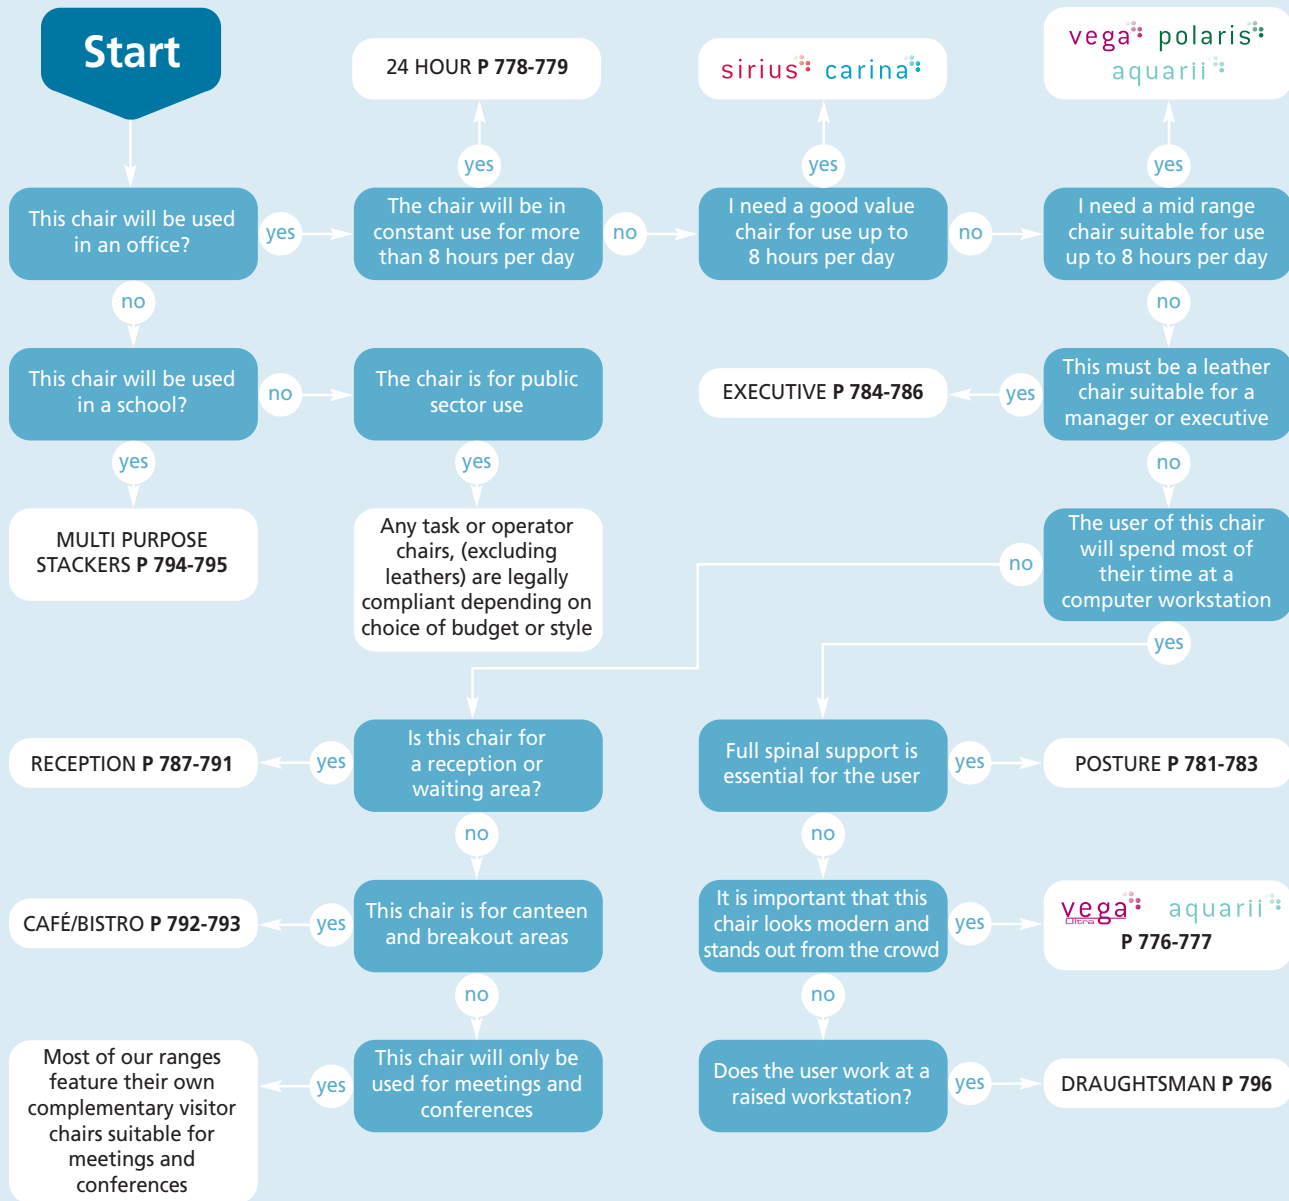 Start
24 HOUR P 778-779
sirius carina
vega polaris
aquarii
yes
yes
yes
This chair will be used
in an office?
yes
The chair will be in
constant use for more
than 8 hours per day
no
I need a good value
chair for use up to
8 hours per day
no
I need a mid range
chair suitable for use
up to 8 hours per day
no
no
This chair will be used
in a school?
no
The chair is for public
sector use
EXECUTIVE P 784-786
yes
This must be a leather
chair suitable for a
manager or executive
yes
yes
no
MULTI PURPOSE
STACKERS P 794-795
Any task or operator
chairs, (excluding
leathers) are legally
compliant depending on
choice of budget or style
no
The user of this chair
will spend most of
their time at a
computer workstation
yes
RECEPTION P 787-791
yes
Is this chair for
a reception or
waiting area?
Full spinal support is
essential for the user
yes
POSTURE P 781-783
no
no
CAFÉ/BISTRO P 792-793
yes
This chair is for canteen
and breakout areas
It is important that this
chair looks modern and
stands out from the crowd
yes
vega aquarii
Ultra
P 776-777
no
no
Most of our ranges
feature their own
complementary visitor
chairs suitable for
meetings and
conferences
yes
This chair will only be
used for meetings and
conferences
Does the user work at a
raised workstation?
yes
DRAUGHTSMAN P 796